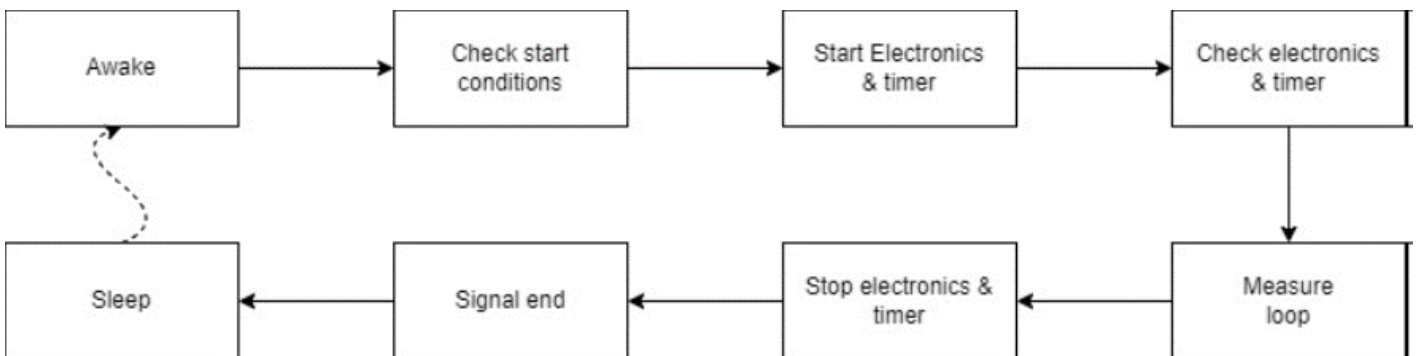 Awake
Check start
conditions
Start Electronics
& timer
Check electronics
& timer
Sleep
Signal end
Stop electronics &
timer
Measure
loop